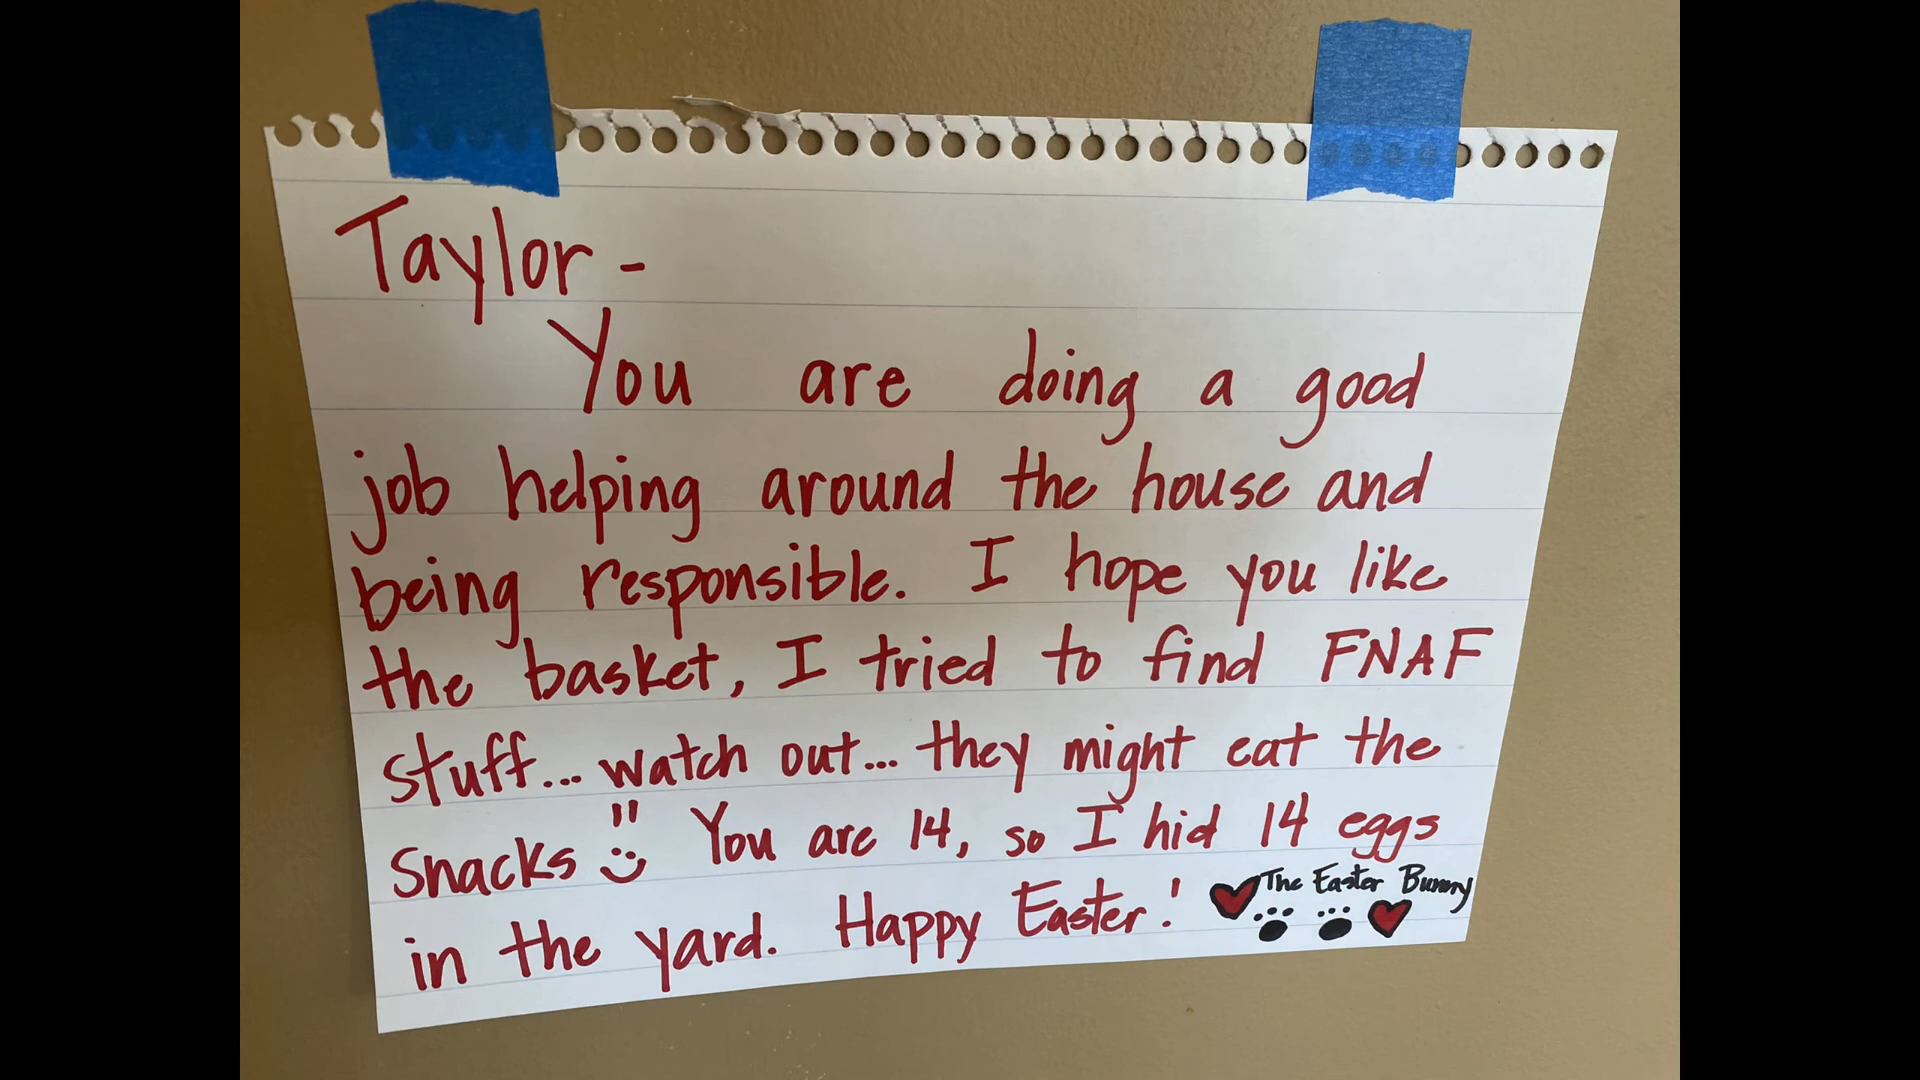 Taylor -
You are doing a good
job helping around the house and
being responsible. I hope you like
the basket, I tried to find FNAF
stuff... watch out... they might eat the
snacks You are 14, so I hid 14 eggs
in the yard. Happy Easter! The Easter Bunny